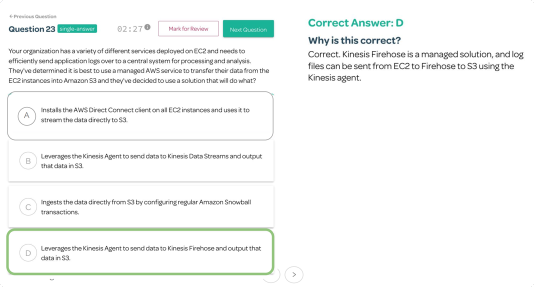 Previous Question
Question 23 single-answer 02:27 Mark for Review Next Question
Your organization has a variety of different services deployed on EC2 and needs to
efficiently send application logs over to a central system for processing and analysis.
They've determined it is best to use a managed AWS service to transfer their data from the
EC2 instances into Amazon S3 and they've decided to use a solution that will do what?
A Installs the AWS Direct Connect client on all EC2 instances and uses it to
stream the data directly to S3.
B Leverages the Kinesis Agent to send data to Kinesis Data Streams and output
that data in S3.
C Ingests the data directly from S3 by configuring regular Amazon Snowball
transactions.
D Leverages the Kinesis Agent to send data to Kinesis Firehose and output that
data in S3.
Correct Answer: D
Why is this correct?
Correct. Kinesis Firehose is a managed solution, and log
files can be sent from EC2 to Firehose to S3 using the
Kinesis agent.